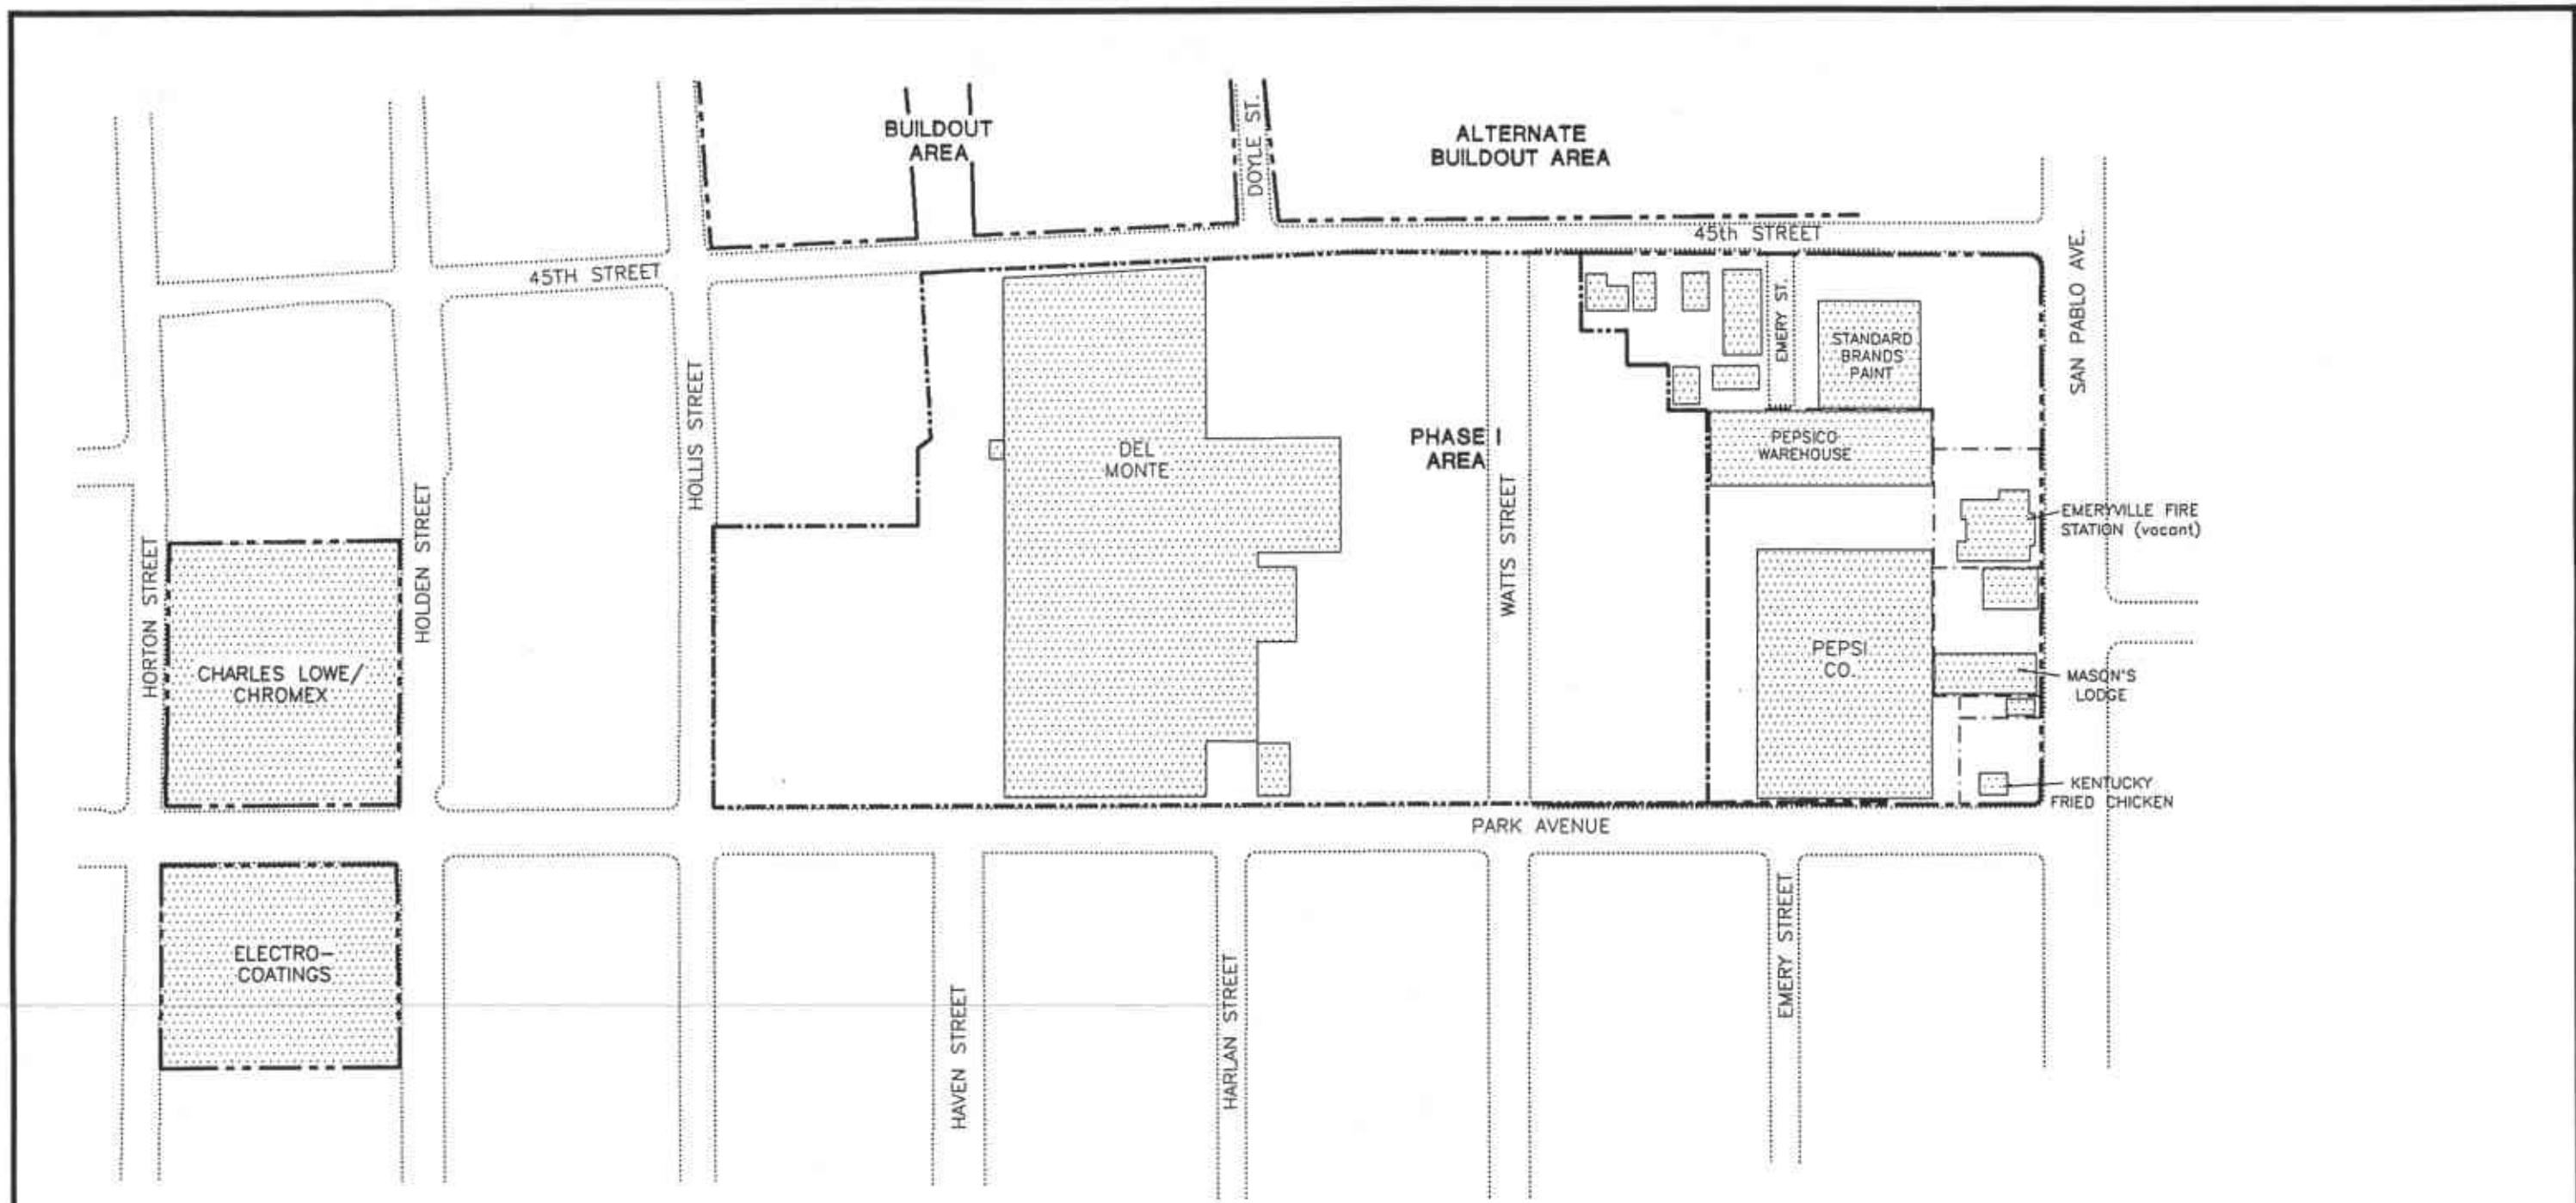 BUILDOUT
AREA
DOYLE ST.
ALTERNATE
BUILDOUT AREA
45TH STREET
45th STREET
SAN PABLO AVE.
EMERY ST.
STANDARD
BRANDS
PAINT
HOLLIS STREET
DEL
MONTE
PHASE I
AREA
PEPSICO
WAREHOUSE
HOLDEN STREET
WATTS STREET
EMERYVILLE FIRE
STATION (vacant)
HORTON STREET
CHARLES LOWE/
CHROMEX
PEPSI
CO.
MASON'S
LODGE
KENTUCKY
FRIED CHICKEN
PARK AVENUE
ELECTRO-
COATINGS
HAVEN STREET
HARLAN STREET
EMERY STREET